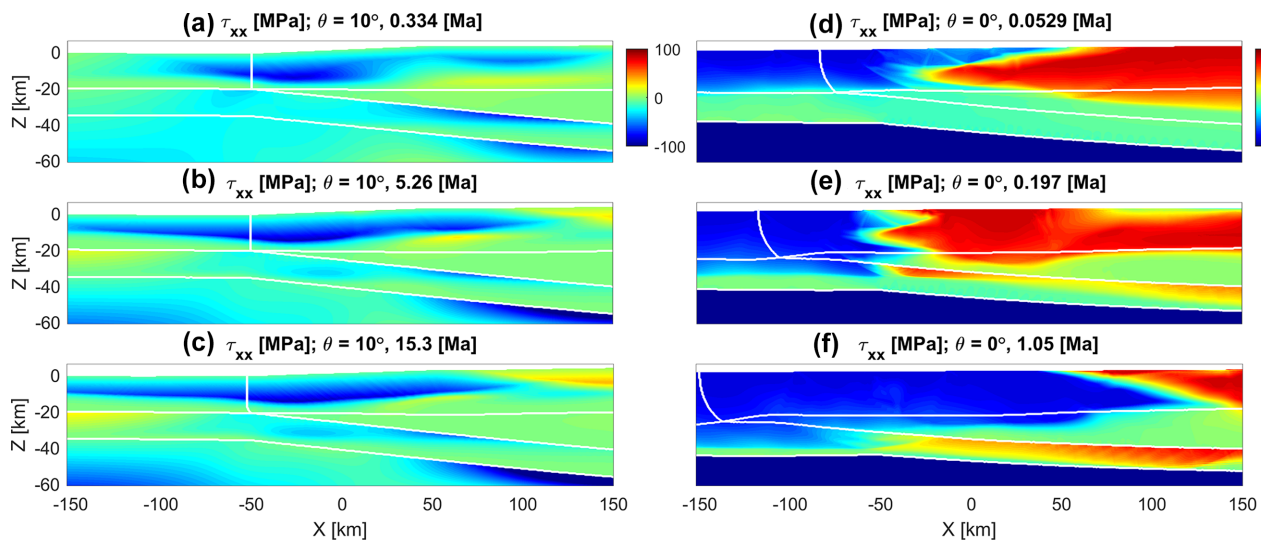 (a) τxx [MPa]; θ = 10°, 0.334 [Ma]
Z [km]
0
-20
-40
-60
100
0
-100
(b) τxx [MPa]; θ = 10°, 5.26 [Ma]
Z [km]
0
-20
-40
-60
(c) τxx [MPa]; θ = 10°, 15.3 [Ma]
Z [km]
0
-20
-40
-60
-150 -100 -50 0 50 100 150
X [km]
(d) τxx [MPa]; θ = 0°, 0.0529 [Ma]
(e) τxx [MPa]; θ = 0°, 0.197 [Ma]
(f) τxx [MPa]; θ = 0°, 1.05 [Ma]
-150 -100 -50 0 50 100 150
X [km]